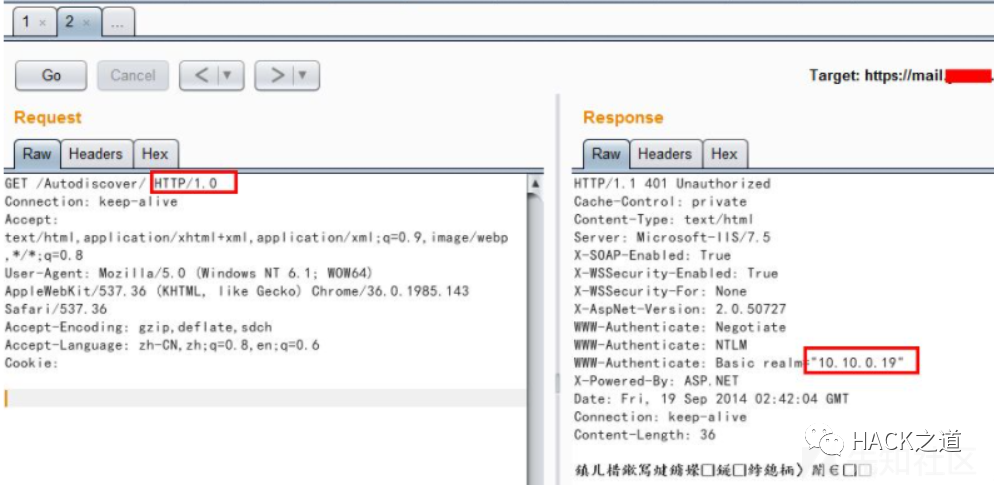 1 × 2 × ...
Go Cancel < ▼ > ▼ Target: https://mail.
Request
Raw Headers Hex
GET /Autodiscover/ HTTP/1.0
Connection: keep-alive
Accept:
text/html,application/xhtml+xml,application/xml;q=0.9,image/webp
,*/*;q=0.8
User-Agent: Mozilla/5.0 (Windows NT 6.1; WOW64)
AppleWebKit/537.36 (KHTML, like Gecko) Chrome/36.0.1985.143
Safari/537.36
Accept-Encoding: gzip,deflate,sdch
Accept-Language: zh-CN,zh;q=0.8,en;q=0.6
Cookie:
Response
Raw Headers Hex
HTTP/1.1 401 Unauthorized
Cache-Control: private
Content-Type: text/html
Server: Microsoft-IIS/7.5
X-SOAP-Enabled: True
X-WSSecurity-Enabled: True
X-WSSecurity-For: None
X-AspNet-Version: 2.0.50727
WWW-Authenticate: Negotiate
WWW-Authenticate: NTLM
WWW-Authenticate: Basic realm="10.10.0.19"
X-Powered-By: ASP.NET
Date: Fri, 19 Sep 2014 02:42:04 GMT
Connection: keep-alive
Content-Length: 36
HACK之道